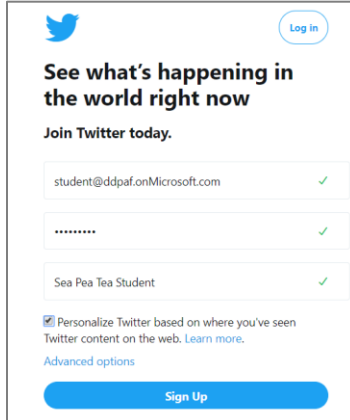 Log in
See what's happening in
the world right now
Join Twitter today.
student@ddpaf.onMicrosoft.com
•••••••••
Sea Pea Tea Student
Personalize Twitter based on where you've seen
Twitter content on the web. Learn more.
Advanced options
Sign Up